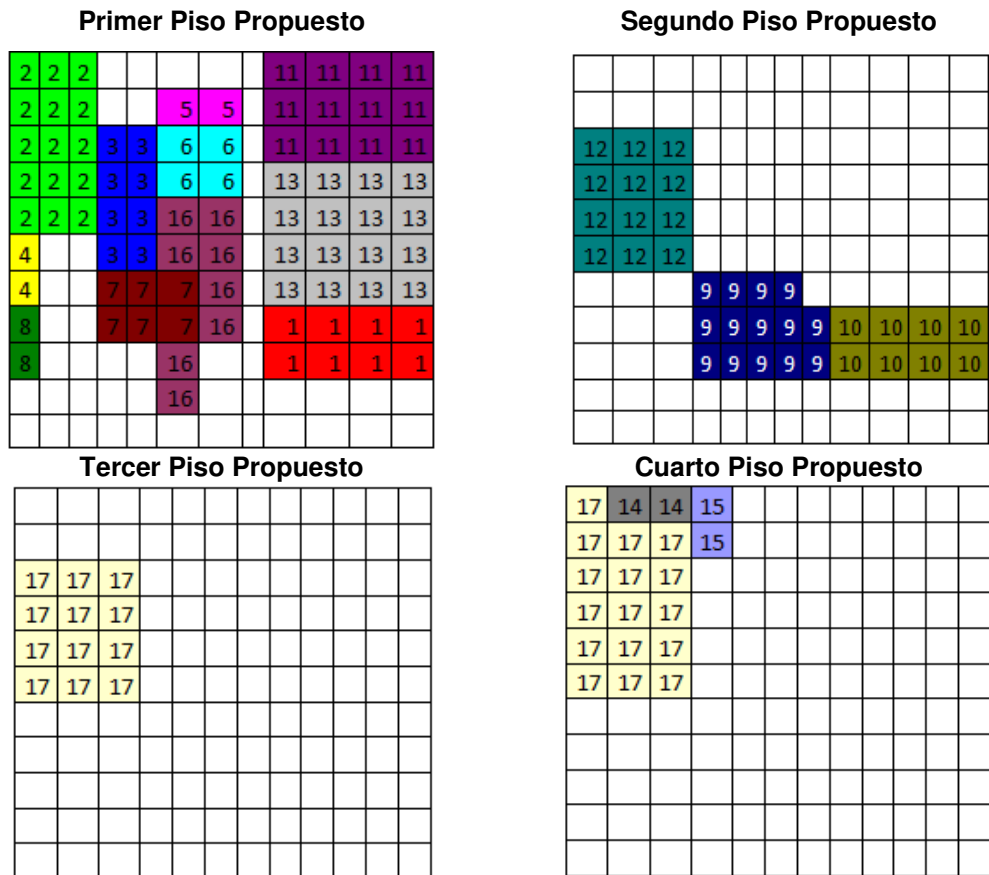 Primer Piso Propuesto
2 2 2 11 11 11 11
2 2 2 5 5 11 11 11 11
2 2 2 3 3 6 6 11 11 11 11
2 2 2 3 3 6 6 13 13 13 13
2 2 2 3 3 16 16 13 13 13 13
4 3 3 16 16 13 13 13 13
4 7 7 7 16 13 13 13 13
8 7 7 7 16 1 1 1 1
8 16 1 1 1 1
16
Segundo Piso Propuesto
12 12 12
12 12 12
12 12 12
12 12 12
9 9 9 9
9 9 9 9 9 10 10 10 10
9 9 9 9 9 10 10 10 10
Tercer Piso Propuesto
17 17 17
17 17 17
17 17 17
17 17 17
Cuarto Piso Propuesto
17 14 14 15
17 17 17 15
17 17 17
17 17 17
17 17 17
17 17 17